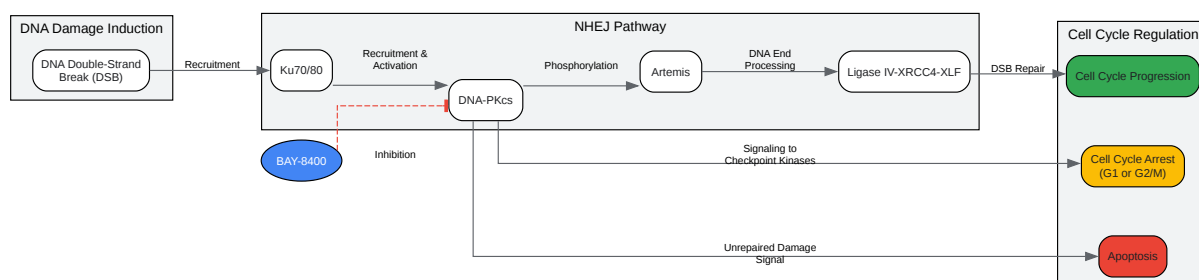 DNA Damage Induction
DNA Double-Strand
Break (DSB)
Recruitment
NHEJ Pathway
Ku70/80
Recruitment &
Activation
DNA-PKcs
Phosphorylation
Artemis
DNA End
Processing
Ligase IV-XRCC4-XLF
DSB Repair
Cell Cycle Regulation
Cell Cycle Progression
BAY-8400
Inhibition
Signaling to
Checkpoint Kinases
Cell Cycle Arrest
(G1 or G2/M)
Unrepaired Damage
Signal
Apoptosis